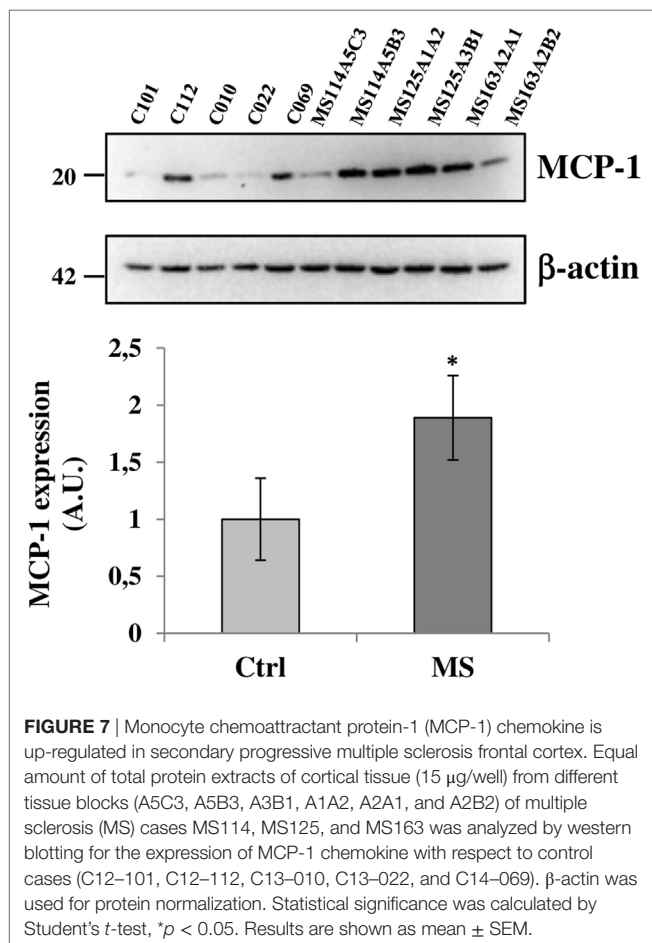 C101 C112 C010 C022 C069 MS114A5C3 MS114A5B3 MS125A1A2 MS125A3B1 MS163A2A1 MS163A2B2
20 MCP-1
42 β-actin
2,5
2
1,5
1
0,5
0
MCP-1 expression
(A.U.)
*
Ctrl MS
FIGURE 7 | Monocyte chemoattractant protein-1 (MCP-1) chemokine is
up-regulated in secondary progressive multiple sclerosis frontal cortex. Equal
amount of total protein extracts of cortical tissue (15 μg/well) from different
tissue blocks (A5C3, A5B3, A3B1, A1A2, A2A1, and A2B2) of multiple
sclerosis (MS) cases MS114, MS125, and MS163 was analyzed by western
blotting for the expression of MCP-1 chemokine with respect to control
cases (C12–101, C12–112, C13–010, C13–022, and C14–069). β-actin was
used for protein normalization. Statistical significance was calculated by
Student's t-test, *p < 0.05. Results are shown as mean ± SEM.